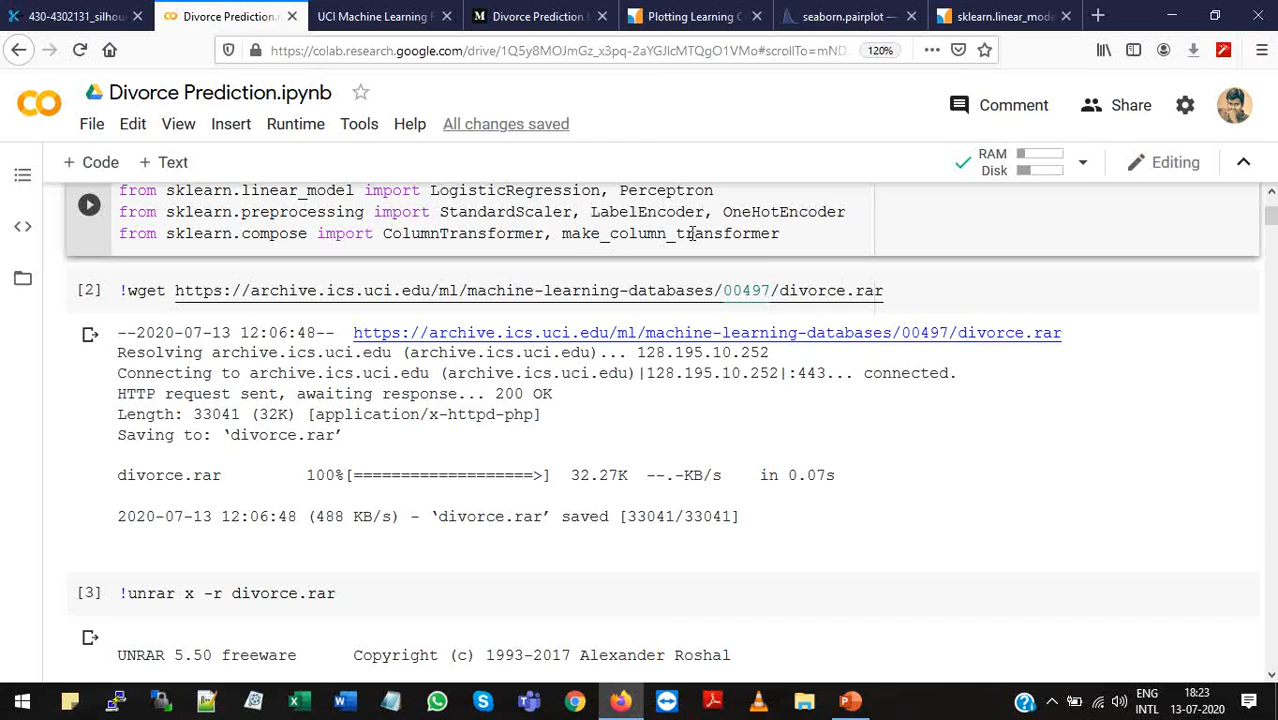 430-4302131_silhou
Divorce Prediction.ipynb
UCI Machine Learning R
Divorce Prediction
Plotting Learning C
seaborn.pairplot —
sklearn.linear_mode
https://colab.research.google.com/drive/1Q5y8MOJmGz_x3pq-2aYGJIcMTQgO1VMo#scrollTo=mND
120%
Divorce Prediction.ipynb
Comment
Share
File Edit View Insert Runtime Tools Help All changes saved
+ Code + Text
RAM
Disk
Editing
from sklearn.linear_model import LogisticRegression, Perceptron
from sklearn.preprocessing import StandardScaler, LabelEncoder, OneHotEncoder
from sklearn.compose import ColumnTransformer, make_column_transformer
[2] !wget https://archive.ics.uci.edu/ml/machine-learning-databases/00497/divorce.rar
--2020-07-13 12:06:48-- https://archive.ics.uci.edu/ml/machine-learning-databases/00497/divorce.rar
Resolving archive.ics.uci.edu (archive.ics.uci.edu)... 128.195.10.252
Connecting to archive.ics.uci.edu (archive.ics.uci.edu)|128.195.10.252|:443... connected.
HTTP request sent, awaiting response... 200 OK
Length: 33041 (32K) [application/x-httpd-php]
Saving to: ‘divorce.rar’
divorce.rar 100%[===================>] 32.27K --.-KB/s in 0.07s
2020-07-13 12:06:48 (488 KB/s) - ‘divorce.rar’ saved [33041/33041]
[3] !unrar x -r divorce.rar
UNRAR 5.50 freeware Copyright (c) 1993-2017 Alexander Roshal
ENG
INTL
18:23
13-07-2020